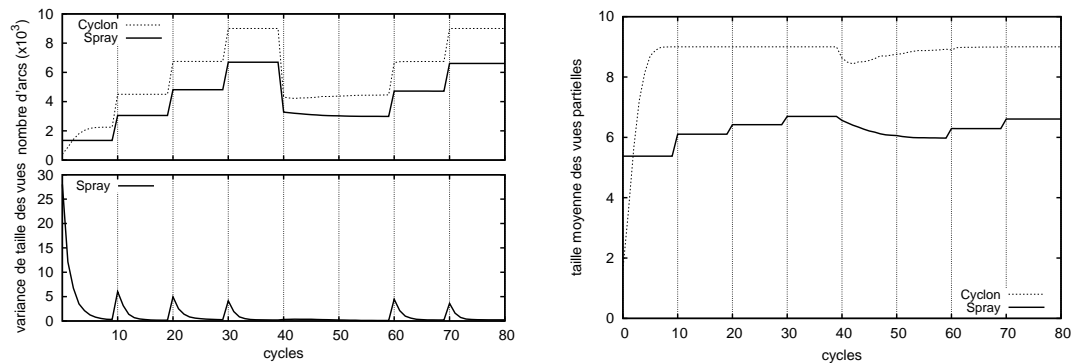 nombre d'arcs (x10³)
10
8
6
4
2
0
Cyclon
Spray
variance de taille des vues
30
25
20
15
10
5
0
Spray
10 20 30 40 50 60 70 80
cycles
taille moyenne des vues partielles
10
8
6
4
2
0
Cyclon
Spray
0 10 20 30 40 50 60 70 80
cycles